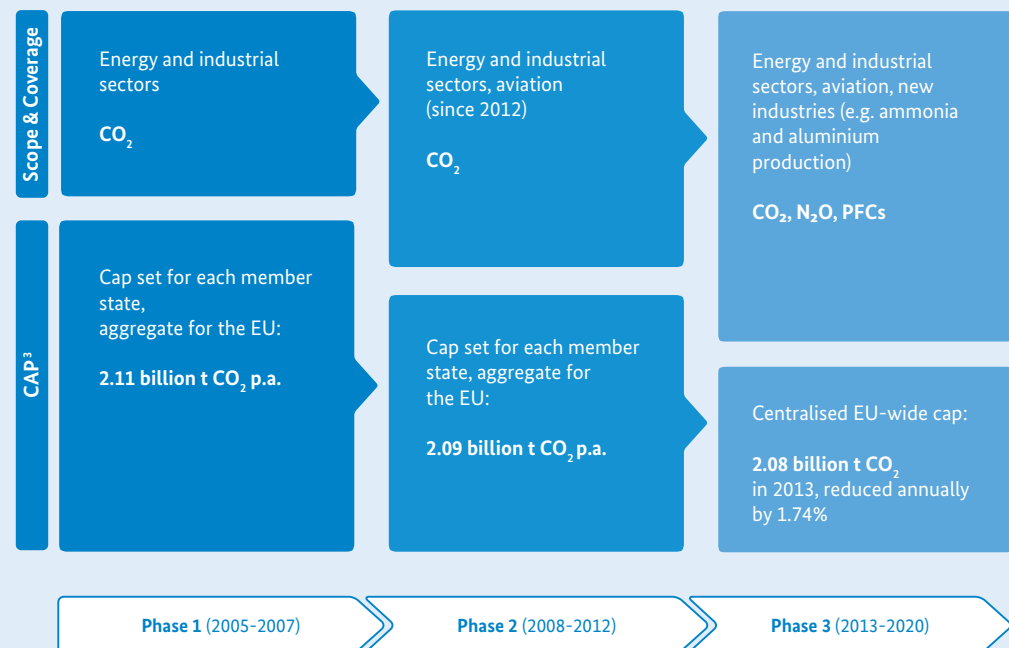 Scope & Coverage
Energy and industrial
sectors
CO₂
Energy and industrial
sectors, aviation
(since 2012)
CO₂
Energy and industrial
sectors, aviation, new
industries (e.g. ammonia
and aluminium
production)
CO₂, N₂O, PFCs
CAP³
Cap set for each member
state,
aggregate for the EU:
2.11 billion t CO₂ p.a.
Cap set for each member
state, aggregate for
the EU:
2.09 billion t CO₂ p.a.
Centralised EU-wide cap:
2.08 billion t CO₂
in 2013, reduced annually
by 1.74%
Phase 1 (2005-2007)
Phase 2 (2008-2012)
Phase 3 (2013-2020)